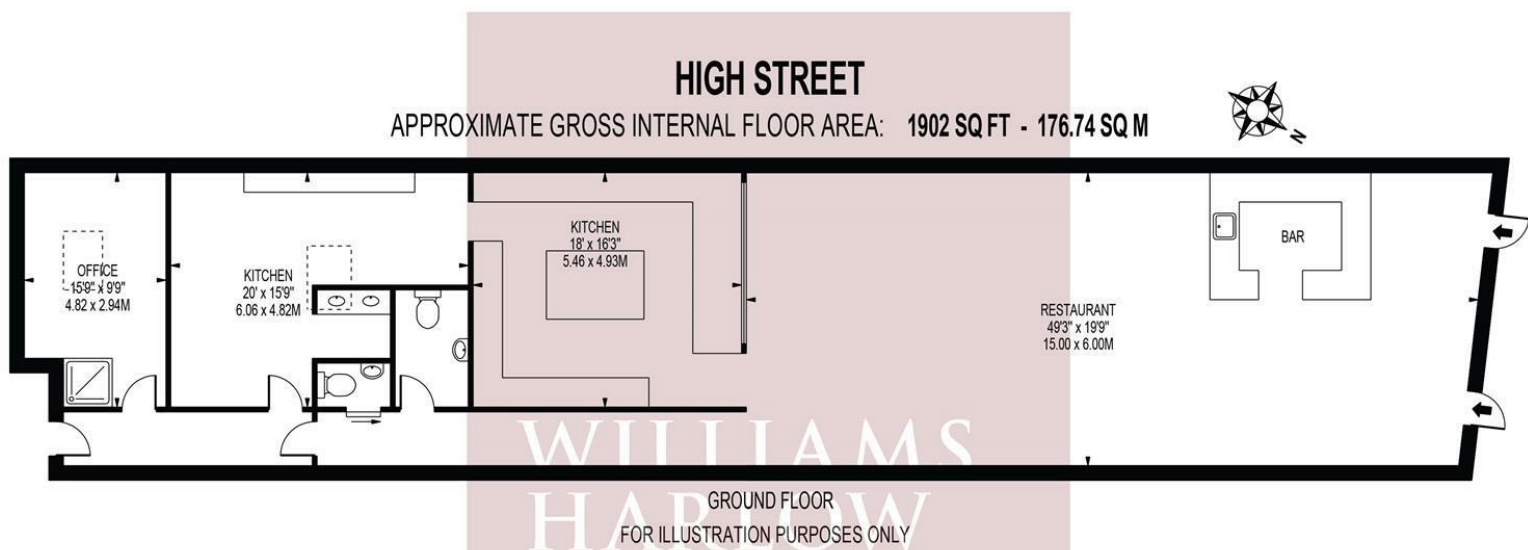 HIGH STREET
APPROXIMATE GROSS INTERNAL FLOOR AREA: 1902 SQ FT - 176.74 SQ M
N
OFFICE
15'9" x 9'9"
4.82 x 2.94M
KITCHEN
20' x 15'9"
6.06 x 4.82M
KITCHEN
18' x 16'3"
5.46 x 4.93M
RESTAURANT
49'3" x 19'9"
15.00 x 6.00M
BAR
WILLIAMS
HARLOW
GROUND FLOOR
FOR ILLUSTRATION PURPOSES ONLY